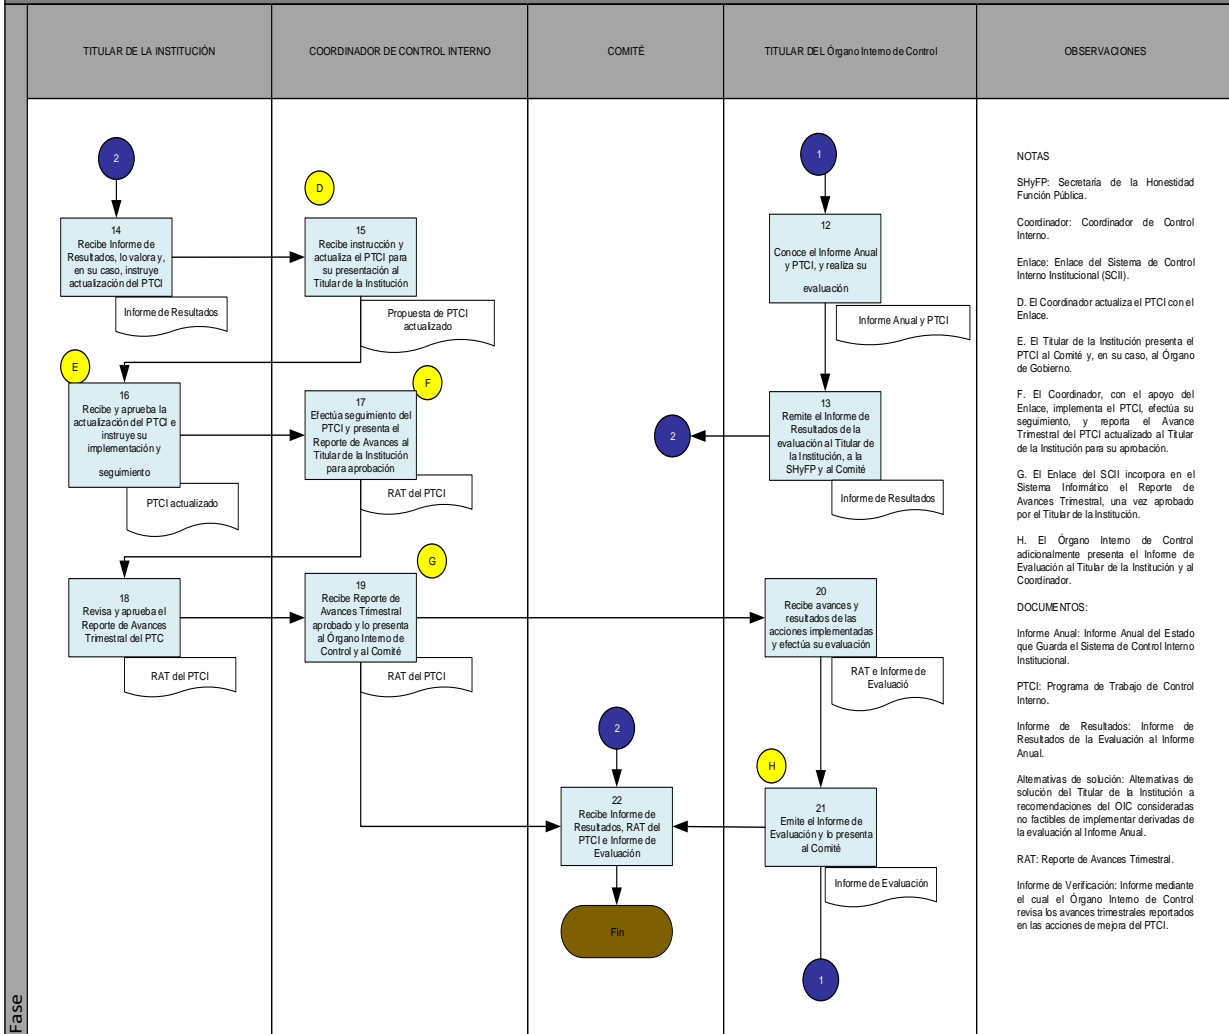 TITULAR DE LA INSTITUCIÓN
COORDINADOR DE CONTROL INTERNO
COMITÉ
TITULAR DEL Órgano Interno de Control
OBSERVACIONES
2
14
Recibe Informe de
Resultados, lo valora y,
en su caso, instruye
actualización del PTCI
Informe de Resultados
D
15
Recibe instrucción y
actualiza el PTCI para
su presentación al
Titular de la Institución
Propuesta de PTCI
actualizado
1
12
Conoce el Informe Anual
y PTCI, y realiza su
evaluación
Informe Anual y PTCI
E
16
Recibe y aprueba la
actualización del PTCI e
instruye su
implementación y
seguimiento
PTCI actualizado
F
17
Efectúa seguimiento del
PTCI y presenta el
Reporte de Avances al
Titular de la Institución
para aprobación
RAT del PTCI
2
13
Remite el Informe de
Resultados de la
evaluación al Titular de
la Institución, a la
SHyFP y al Comité
Informe de Resultados
18
Revisa y aprueba el
Reporte de Avances
Trimestral del PTC
RAT del PTCI
G
19
Recibe Reporte de
Avances Trimestral
aprobado y lo presenta
al Órgano Interno de
Control y al Comité
RAT del PTCI
20
Recibe avances y
resultados de las
acciones implementadas
y efectúa su evaluación
RAT e Informe de
Evaluació
2
22
Recibe Informe de
Resultados, RAT del
PTCI e Informe de
Evaluación
Fin
H
21
Emite el Informe de
Evaluación y lo presenta
al Comité
Informe de Evaluación
1
NOTAS
SHyFP: Secretaría de la Honestidad
Función Pública.
Coordinador: Coordinador de Control
Interno.
Enlace: Enlace del Sistema de Control
Interno Institucional (SCII).
D. El Coordinador actualiza el PTCI con el
Enlace.
E. El Titular de la Institución presenta el
PTCI al Comité y, en su caso, al Órgano
de Gobierno.
F. El Coordinador, con el apoyo del
Enlace, implementa el PTCI, efectúa su
seguimiento, y reporta el Avance
Trimestral del PTCI actualizado al Titular
de la Institución para su aprobación.
G. El Enlace del SCII incorpora en el
Sistema Informático el Reporte de
Avances Trimestral, una vez aprobado
por el Titular de la Institución.
H. El Órgano Interno de Control
adicionalmente presenta el Informe de
Evaluación al Titular de la Institución y al
Coordinador.
DOCUMENTOS:
Informe Anual: Informe Anual del Estado
que Guarda el Sistema de Control Interno
Institucional.
PTCI: Programa de Trabajo de Control
Interno.
Informe de Resultados: Informe de
Resultados de la Evaluación al Informe
Anual.
Alternativas de solución: Alternativas de
solución del Titular de la Institución a
recomendaciones del OIC consideradas
no factibles de implementar derivadas de
la evaluación al Informe Anual.
RAT: Reporte de Avances Trimestral.
Informe de Verificación: Informe mediante
el cual el Órgano Interno de Control
revisa los avances trimestrales reportados
en las acciones de mejora del PTCI.
Fase